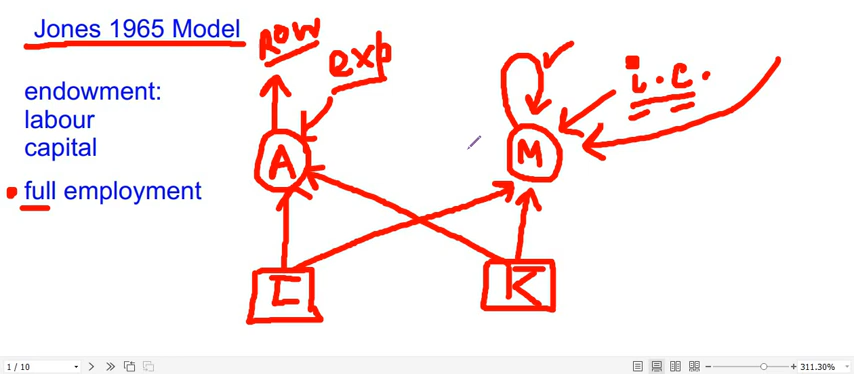 Jones 1965 Model
ROW
exp
i.c.
endowment:
labour
capital
A
M
full employment
L
K
1 / 10
311.30%